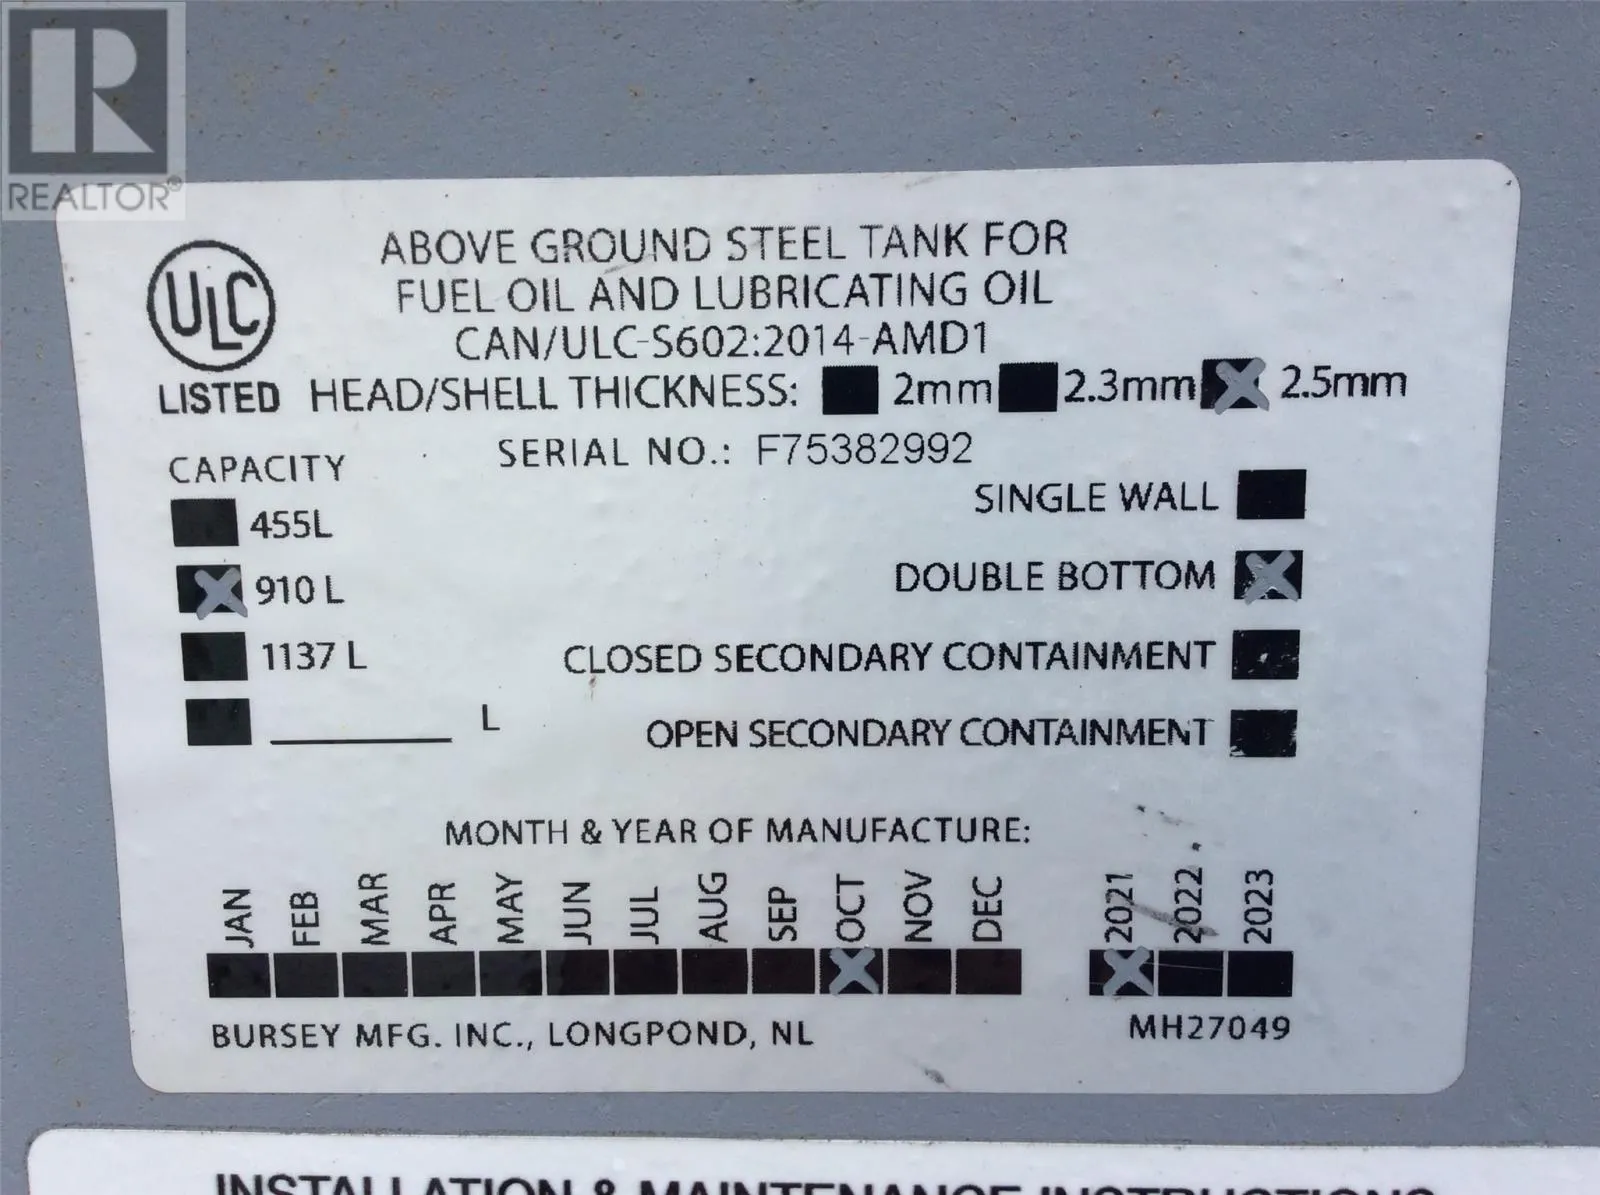 REALTOR®
ULC
LISTED
ABOVE GROUND STEEL TANK FOR
FUEL OIL AND LUBRICATING OIL
CAN/ULC-S602:2014-AMD1
HEAD/SHELL THICKNESS: 2mm 2.3mm 2.5mm
SERIAL NO.: F75382992
CAPACITY
455L
910 L
1137 L
L
SINGLE WALL
DOUBLE BOTTOM
CLOSED SECONDARY CONTAINMENT
OPEN SECONDARY CONTAINMENT
MONTH & YEAR OF MANUFACTURE:
JAN FEB MAR APR MAY JUN JUL AUG SEP OCT NOV DEC 2021 2022 2023
BURSEY MFG. INC., LONGPOND, NL MH27049
INSTALLATION & MAINTENANCE INSTRUCTIONS